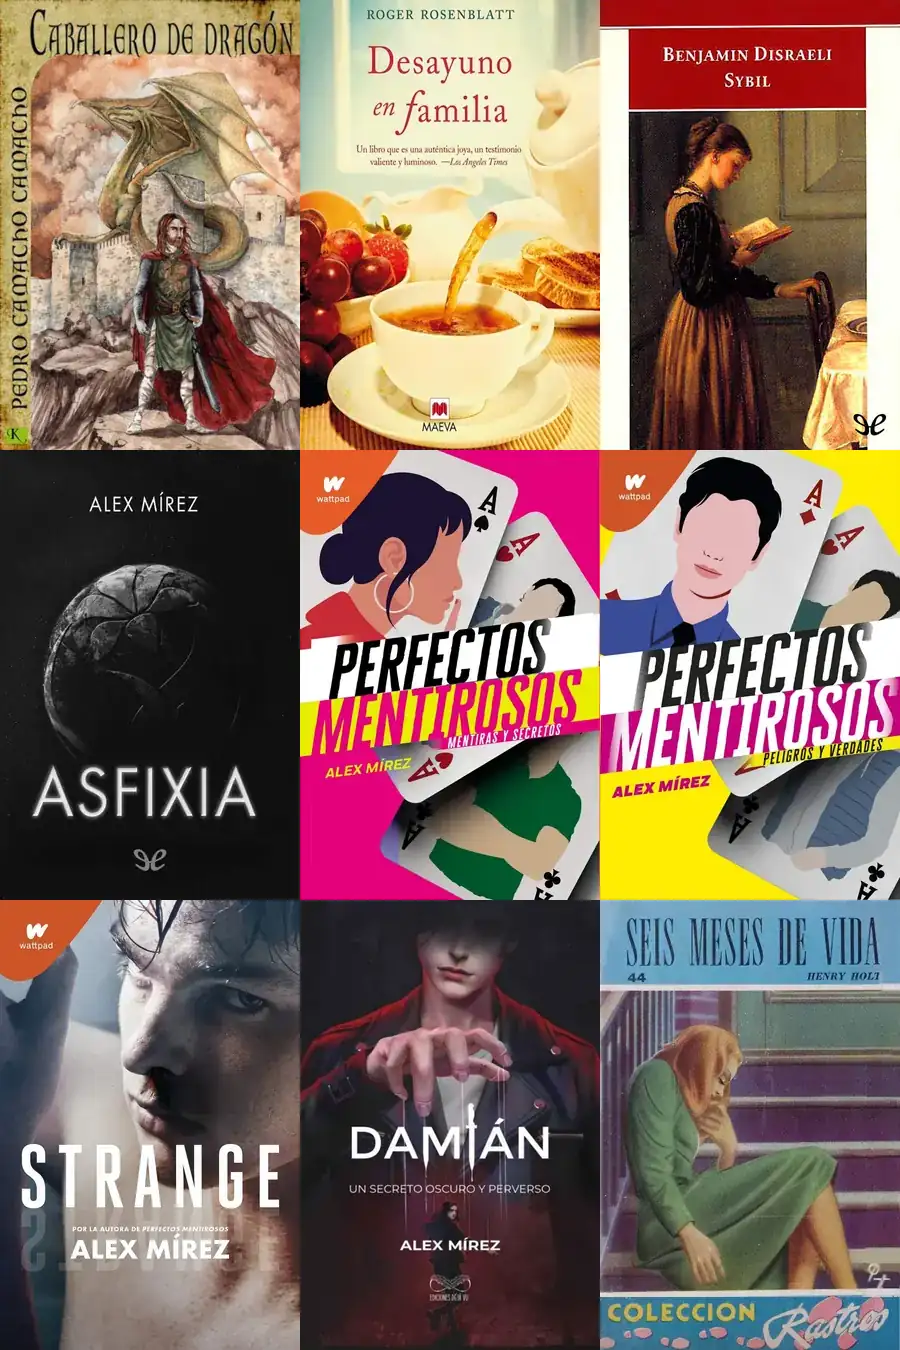 CABALLERO DE DRAGÓN
PEDRO CAMACHO CAMACHO
K
ROGER ROSENBLATT
Desayuno
en familia
Un libro que es una auténtica joya, un testimonio
valiente y luminoso. —Los Angeles Times
MAEVA
BENJAMIN DISRAELI
SYBIL
ALEX MÍREZ
ASFIXIA
wattpad
A
A
PERFECTOS
MENTIROSOS
MENTIRAS Y SECRETOS
ALEX MÍREZ
A
A
A
wattpad
A
A
PERFECTOS
MENTIROSOS
PELIGROS Y VERDADES
ALEX MÍREZ
A
A
wattpad
STRANGE
POR LA AUTORA DE PERFECTOS MENTIROSOS
ALEX MÍREZ
DAMIÁN
UN SECRETO OSCURO Y PERVERSO
ALEX MÍREZ
EDICIONES DÉJÀ VU
SEIS MESES DE VIDA
44
HENRY HOLT
COLECCION
Rastros